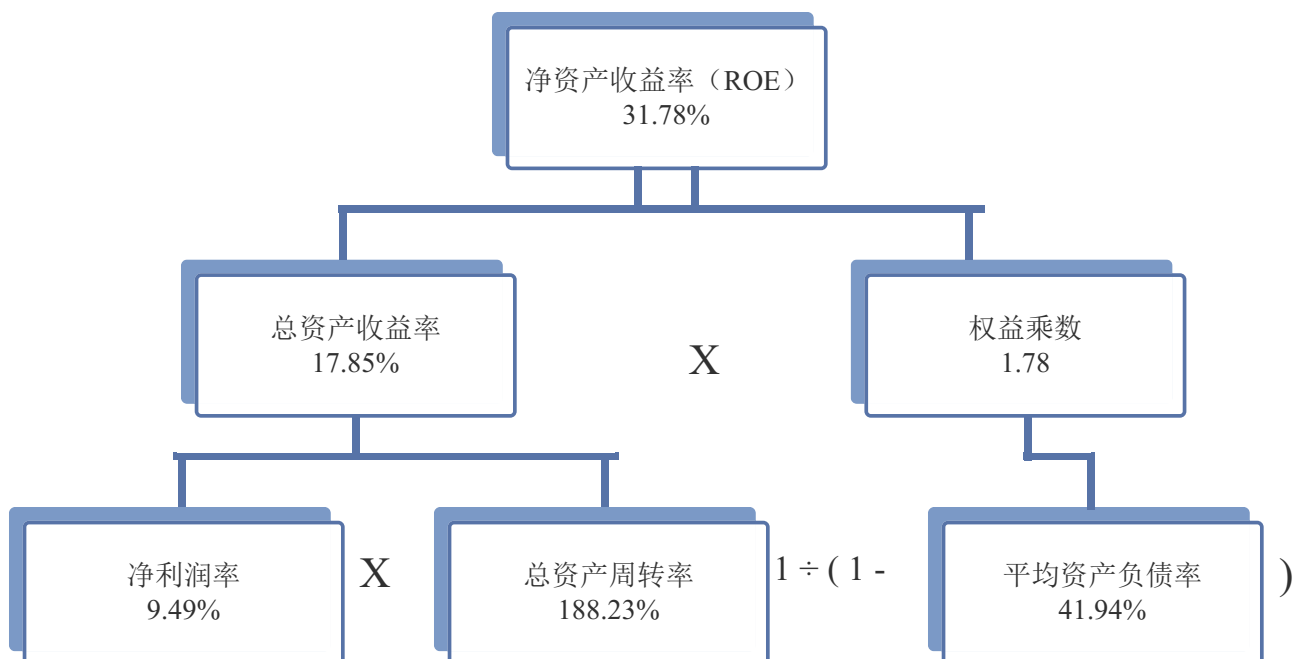 净资产收益率（ROE）
31.78%
总资产收益率
17.85%
X
权益乘数
1.78
净利润率
9.49%
X
总资产周转率
188.23%
1 ÷ ( 1 -
平均资产负债率
41.94%
)